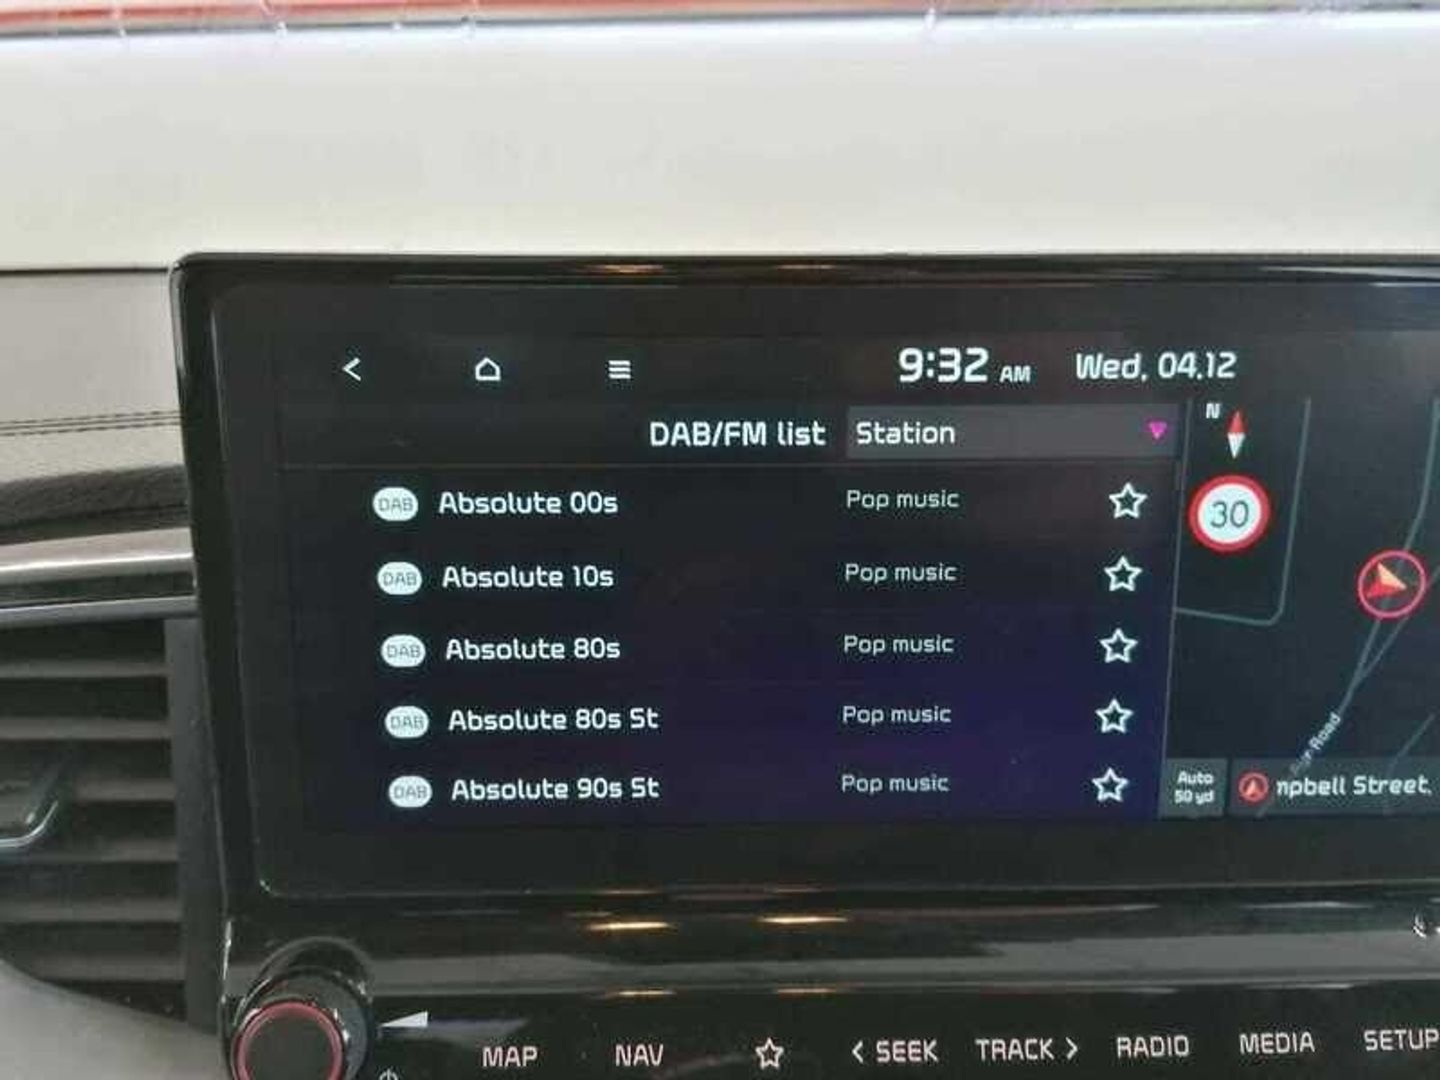 9:32 AM Wed, 04.12
DAB/FM list Station
N
DAB Absolute 00s Pop music
30
DAB Absolute 10s Pop music
DAB Absolute 80s Pop music
DAB Absolute 80s St Pop music
Road
DAB Absolute 90s St Pop music
Auto
50 yd
mpbell Street,
MAP NAV < SEEK TRACK > RADIO MEDIA SETUP